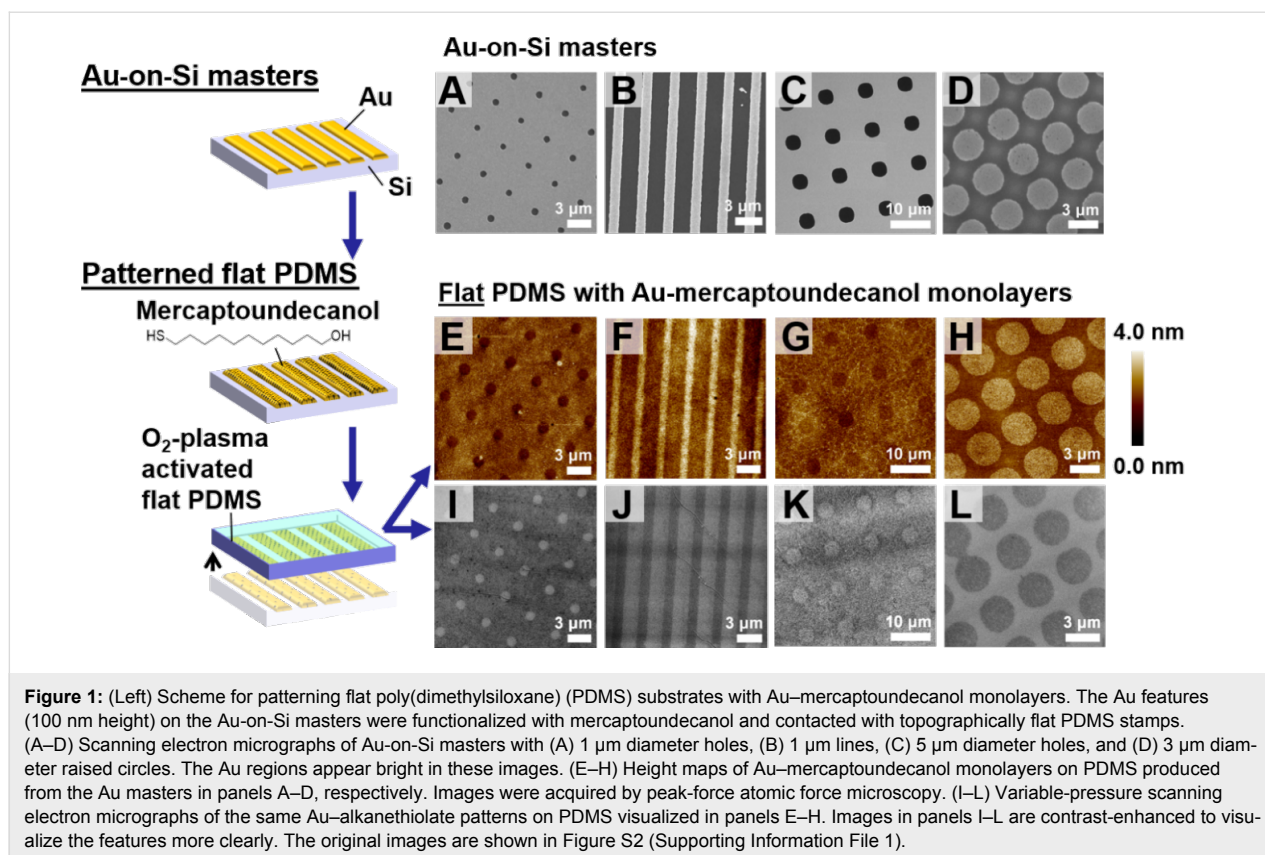 Au-on-Si masters
Au
Si
Patterned flat PDMS
Mercaptoundecanol
HS
OH
O2-plasma
activated
flat PDMS
Au-on-Si masters
A
B
C
D
3 µm
3 µm
10 µm
3 µm
Flat PDMS with Au-mercaptoundecanol monolayers
E
F
G
H
3 µm
3 µm
10 µm
3 µm
4.0 nm
0.0 nm
I
J
K
L
3 µm
3 µm
10 µm
3 µm
Figure 1: (Left) Scheme for patterning flat poly(dimethylsiloxane) (PDMS) substrates with Au–mercaptoundecanol monolayers. The Au features
(100 nm height) on the Au-on-Si masters were functionalized with mercaptoundecanol and contacted with topographically flat PDMS stamps.
(A–D) Scanning electron micrographs of Au-on-Si masters with (A) 1 µm diameter holes, (B) 1 µm lines, (C) 5 µm diameter holes, and (D) 3 µm diam-
eter raised circles. The Au regions appear bright in these images. (E–H) Height maps of Au–mercaptoundecanol monolayers on PDMS produced
from the Au masters in panels A–D, respectively. Images were acquired by peak-force atomic force microscopy. (I–L) Variable-pressure scanning
electron micrographs of the same Au–alkanethiolate patterns on PDMS visualized in panels E–H. Images in panels I–L are contrast-enhanced to visu-
alize the features more clearly. The original images are shown in Figure S2 (Supporting Information File 1).